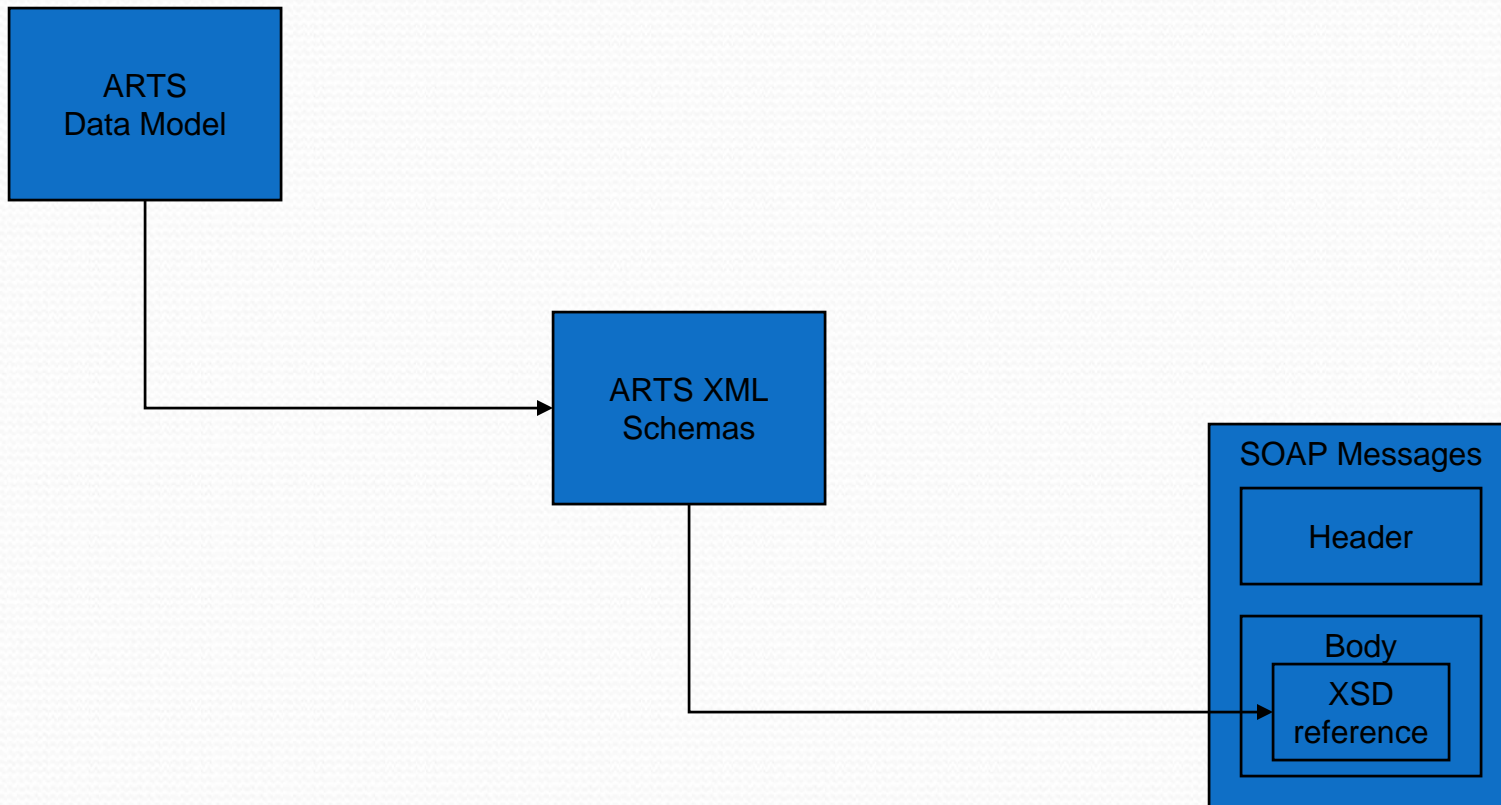 ARTS
Data Model
ARTS XML
Schemas
SOAP Messages
Header
Body
XSD
reference